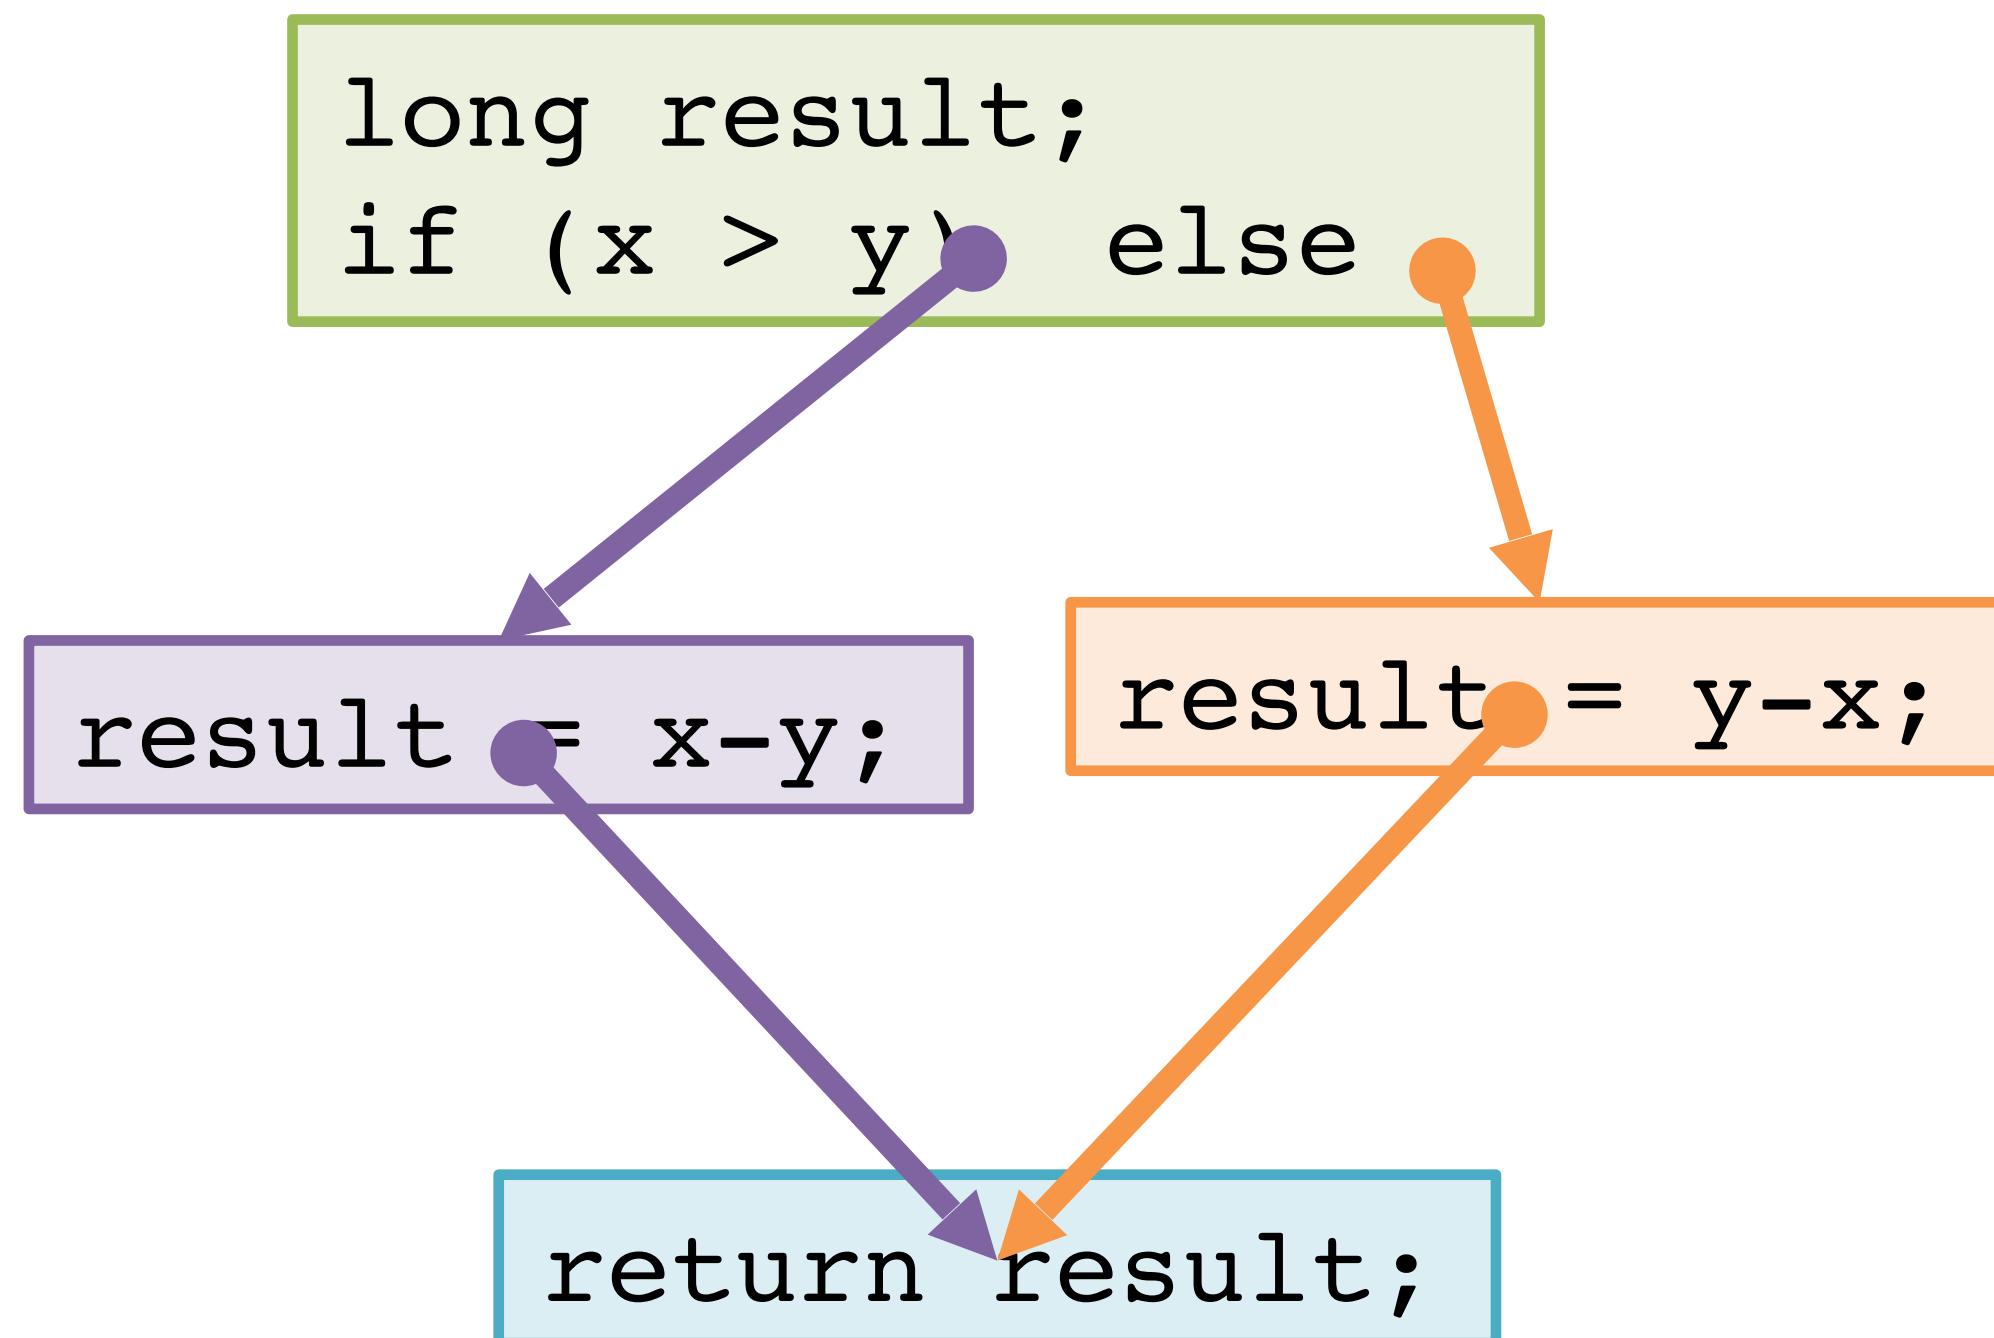 long result;
if (x > y) else
result = x-y;
result = y-x;
return result;